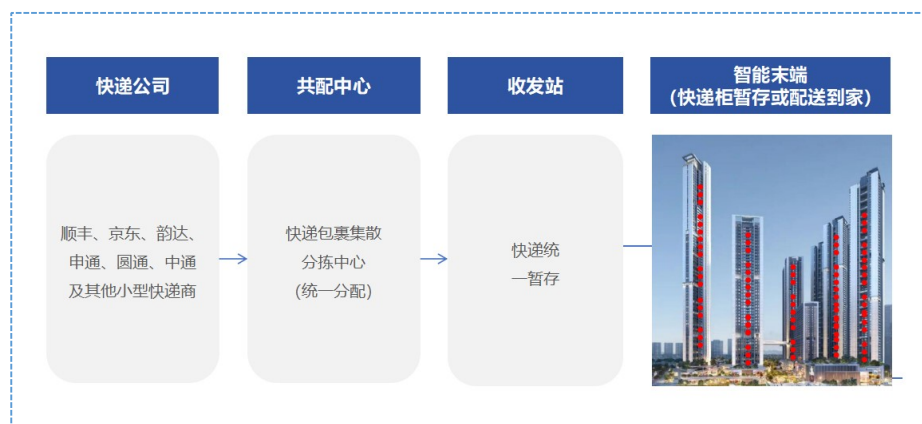 快递公司
共配中心
收发站
智能末端
（快递柜暂存或配送到家）
顺丰、京东、韵达、
申通、圆通、中通
及其他小型快递商
快递包裹集散
分拣中心
(统一分配)
快递统
一暂存